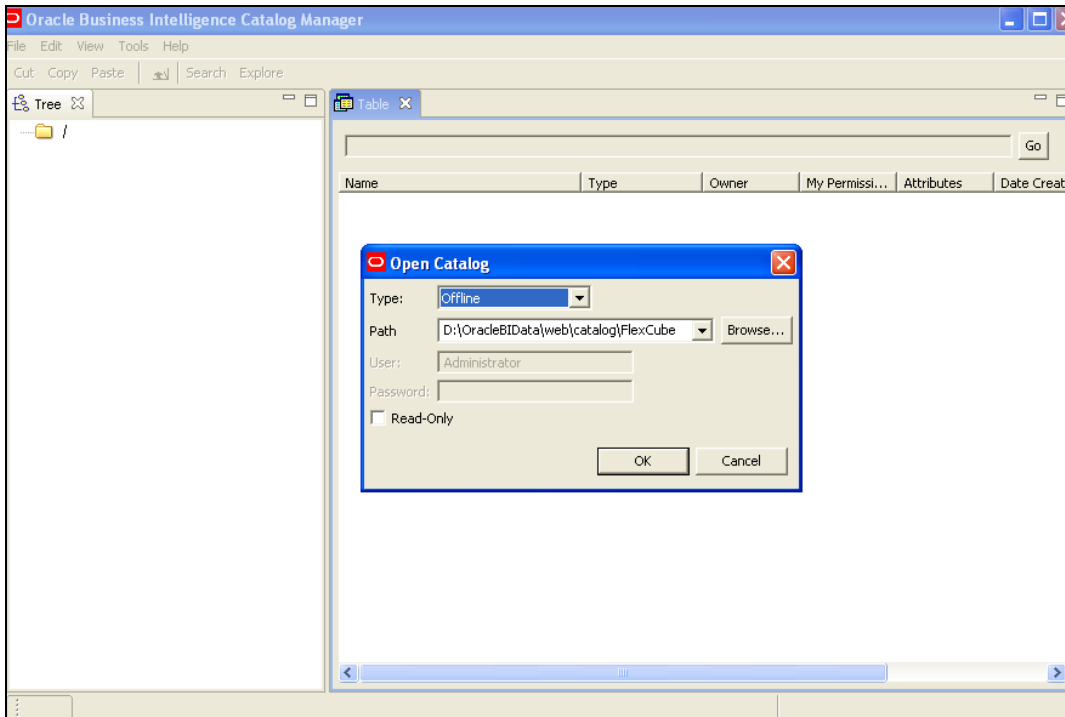 Oracle Business Intelligence Catalog Manager
File Edit View Tools Help
Cut Copy Paste Search Explore
Tree
Table
/
Go
Name Type Owner My Permissi... Attributes Date Creat
Open Catalog
Type: Offline
Path D:\OracleBIData\web\catalog\FlexCube Browse...
User: Administrator
Password:
Read-Only
OK Cancel